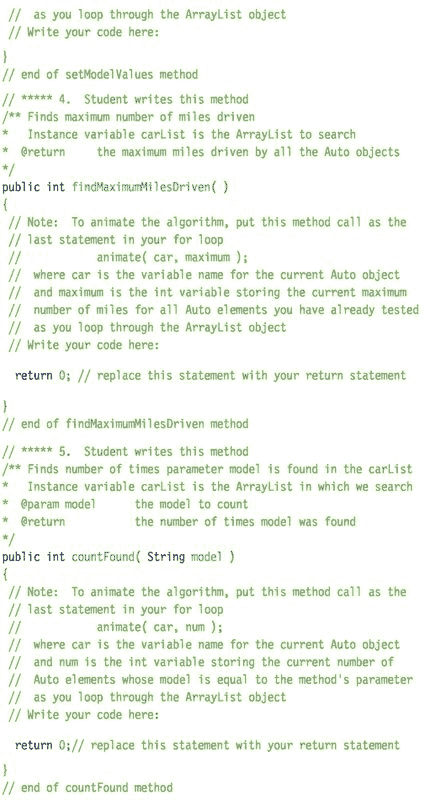 //  as you loop through the ArrayList object
// Write your code here:
}
// end of setModelValues method
// ***** 4.  Student writes this method
/** Finds maximum number of miles driven
*   Instance variable carList is the ArrayList to search
*  @return     the maximum miles driven by all the Auto objects
*/
public int findMaximumMilesDriven( )
{
// Note:  To animate the algorithm, put this method call as the
// last statement in your for loop
//          animate( car, maximum );
//  where car is the variable name for the current Auto object
//  and maximum is the int variable storing the current maximum
//  number of miles for all Auto elements you have already tested
//  as you loop through the ArrayList object
// Write your code here:
return 0; // replace this statement with your return statement
}
// end of findMaximumMilesDriven method
// ***** 5.  Student writes this method
/** Finds number of times parameter model is found in the carList
*   Instance variable carList is the ArrayList in which we search
*  @param model      the model to count
*  @return           the number of times model was found
*/
public int countFound( String model )
{
// Note:  To animate the algorithm, put this method call as the
// last statement in your for loop
//          animate( car, num );
//  where car is the variable name for the current Auto object
//  and num is the int variable storing the current number of
//  Auto elements whose model is equal to the method's parameter
//  as you loop through the ArrayList object
// Write your code here:
return 0;// replace this statement with your return statement
}
// end of countFound method